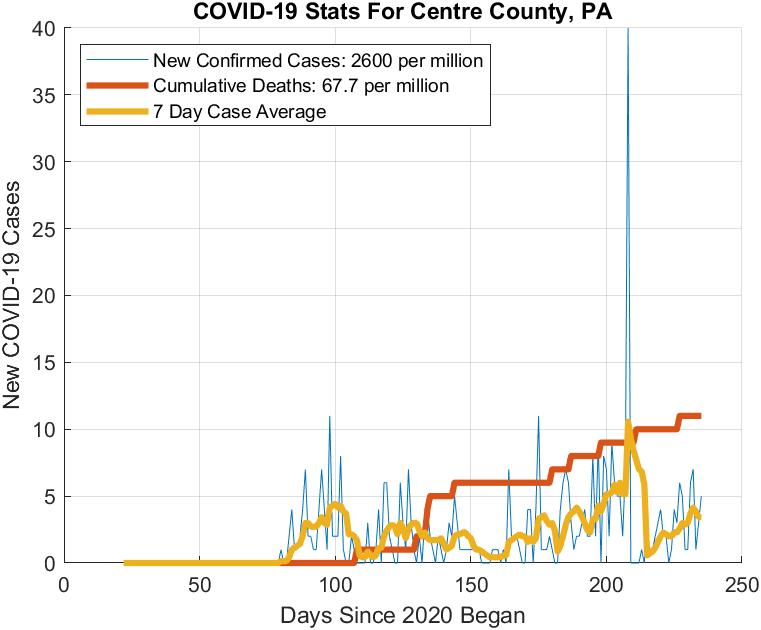 COVID-19 Stats For Centre County, PA
New Confirmed Cases: 2600 per million
Cumulative Deaths: 67.7 per million
7 Day Case Average
New COVID-19 Cases
40
35
30
25
20
15
10
5
0
0 50 100 150 200 250
Days Since 2020 Began